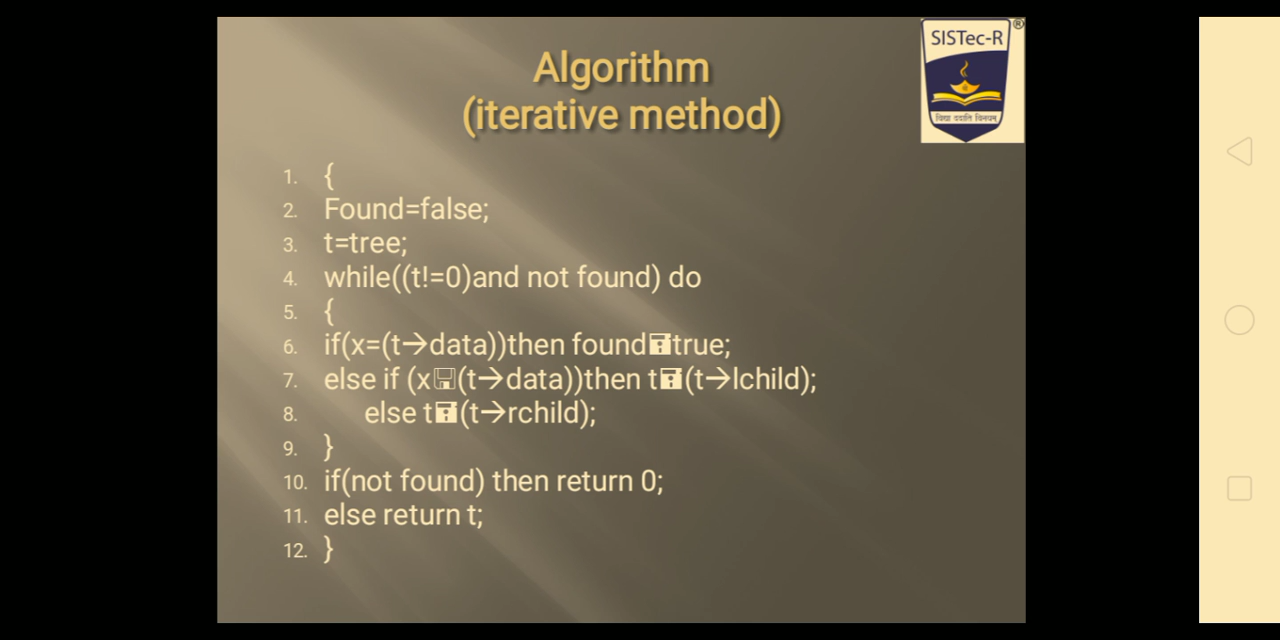 SISTec-R ®
विद्या ददाति विनयम्
Algorithm
(iterative method)
1. {
2. Found=false;
3. t=tree;
4. while((t!=0)and not found) do
5. {
6. if(x=(t→data))then found🖬true;
7. else if (x🖫(t→data))then t🖬(t→lchild);
8. else t🖬(t→rchild);
9. }
10. if(not found) then return 0;
11. else return t;
12. }